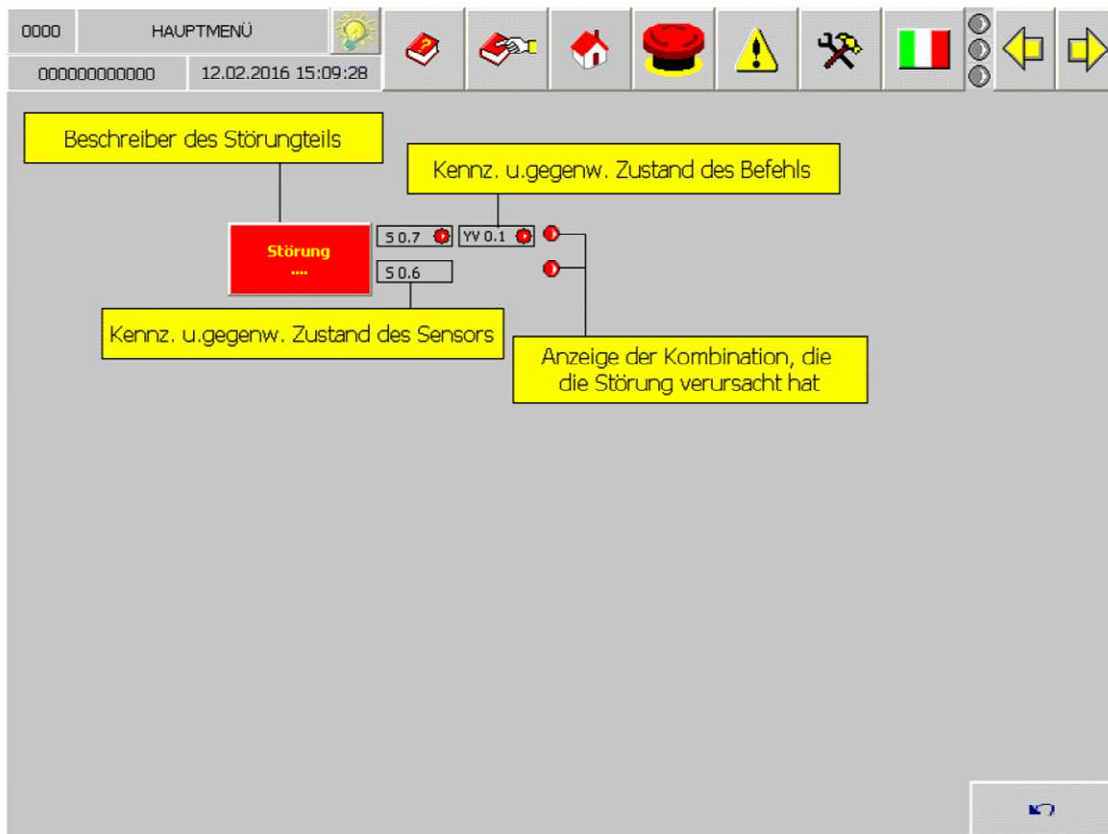 0000
HAUPTMENÜ
000000000000
12.02.2016 15:09:28
Beschreiber des Störungteils
Kennz. u.gegenw. Zustand des Befehls
Störung
....
S 0.7
YV 0.1
S 0.6
Kennz. u.gegenw. Zustand des Sensors
Anzeige der Kombination, die
die Störung verursacht hat